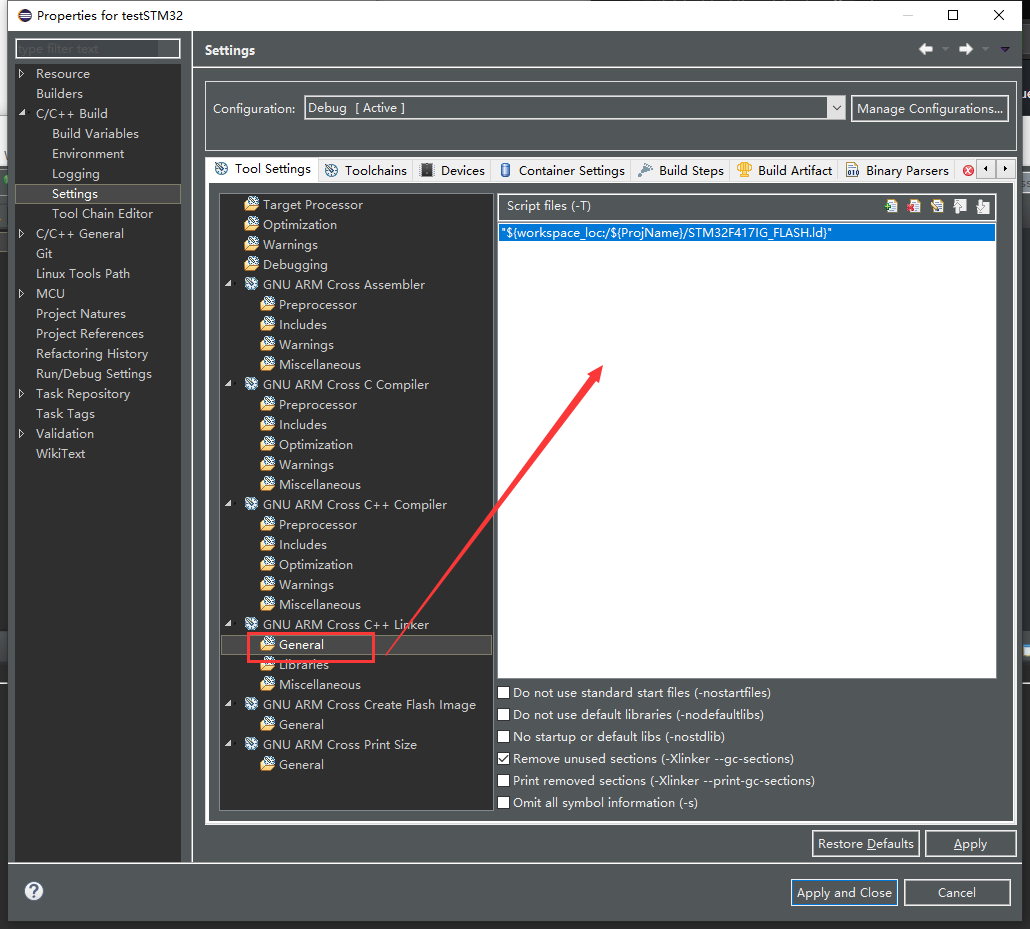 Properties for testSTM32
type filter text
Resource
Builders
C/C++ Build
Build Variables
Environment
Logging
Settings
Tool Chain Editor
C/C++ General
Git
Linux Tools Path
MCU
Project Natures
Project References
Refactoring History
Run/Debug Settings
Task Repository
Task Tags
Validation
WikiText
Settings
Configuration:
Debug [ Active ]
Manage Configurations...
Tool Settings
Toolchains
Devices
Container Settings
Build Steps
Build Artifact
Binary Parsers
Target Processor
Optimization
Warnings
Debugging
GNU ARM Cross Assembler
Preprocessor
Includes
Warnings
Miscellaneous
GNU ARM Cross C Compiler
Preprocessor
Includes
Optimization
Warnings
Miscellaneous
GNU ARM Cross C++ Compiler
Preprocessor
Includes
Optimization
Warnings
Miscellaneous
GNU ARM Cross C++ Linker
General
Libraries
Miscellaneous
GNU ARM Cross Create Flash Image
General
GNU ARM Cross Print Size
General
Script files (-T)
"${workspace_loc:/${ProjName}/STM32F417IG_FLASH.ld}"
Do not use standard start files (-nostartfiles)
Do not use default libraries (-nodefaultlibs)
No startup or default libs (-nostdlib)
Remove unused sections (-Xlinker --gc-sections)
Print removed sections (-Xlinker --print-gc-sections)
Omit all symbol information (-s)
Restore Defaults
Apply
Apply and Close
Cancel